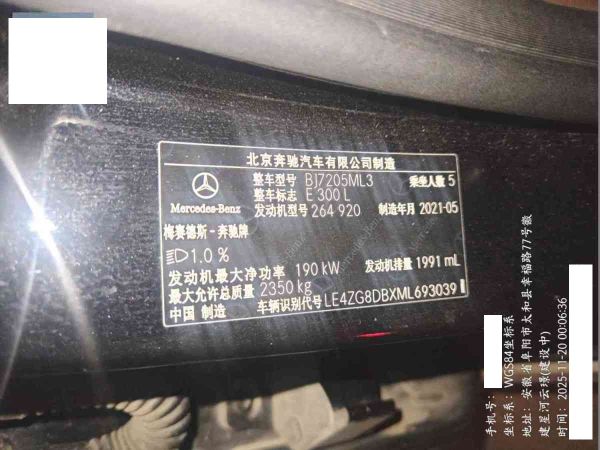 北京奔驰汽车有限公司制造
Mercedes-Benz
整车型号 BJ7205ML3 乘坐人数 5
整车标志 E 300 L
发动机型号 264 920 制造年月 2021-05
梅赛德斯-奔驰牌
1.0 %
发动机最大净功率 190 kW 发动机排量 1991 mL
最大允许总质量 2350 kg
中国 制造 车辆识别代号 LE4ZG8DBXML693039
手机号:
坐标系: WGS84坐标系
地址: 安徽省阜阳市太和县幸福路77号徽
建星河云璟(建设中)
时间: 2025-11-20 00:06:36